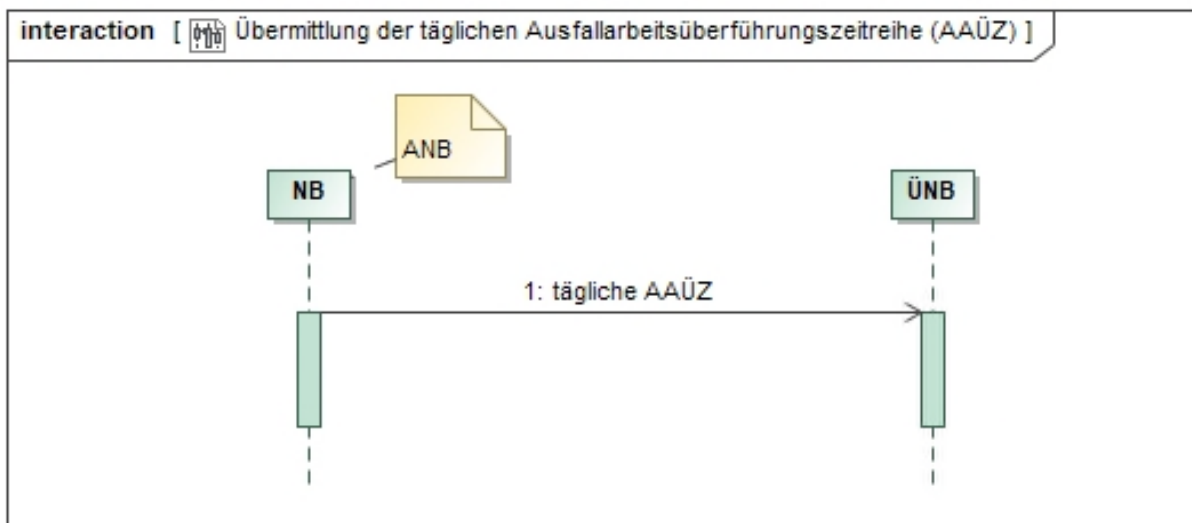 interaction [ Übermittlung der täglichen Ausfallarbeitsüberführungszeitreihe (AAÜZ) ]
ANB
NB
ÜNB
1: tägliche AAÜZ